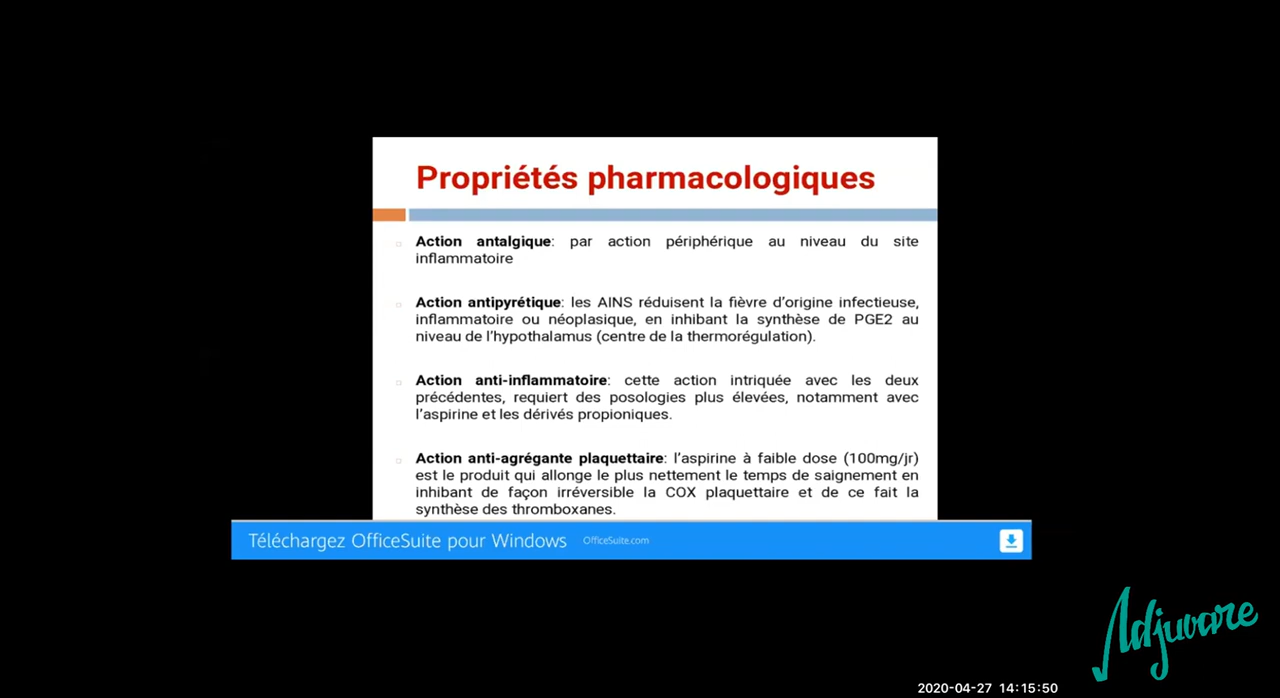 Propriétés pharmacologiques
Action antalgique: par action périphérique au niveau du site
inflammatoire
Action antipyrétique: les AINS réduisent la fièvre d'origine infectieuse,
inflammatoire ou néoplasique, en inhibant la synthèse de PGE2 au
niveau de l'hypothalamus (centre de la thermorégulation).
Action anti-inflammatoire: cette action intriquée avec les deux
précédentes, requiert des posologies plus élevées, notamment avec
l'aspirine et les dérivés propioniques.
Action anti-agrégante plaquettaire: l'aspirine à faible dose (100mg/jr)
est le produit qui allonge le plus nettement le temps de saignement en
inhibant de façon irréversible la COX plaquettaire et de ce fait la
synthèse des thromboxanes.
Téléchargez OfficeSuite pour Windows OfficeSuite.com
Adjuvare
2020-04-27 14:15:50